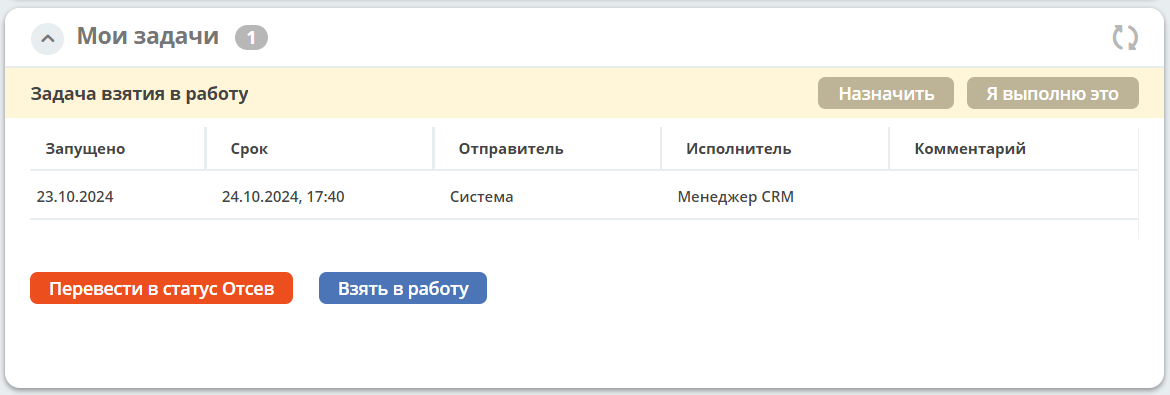 Мои задачи 1
Задача взятия в работу Назначить Я выполню это
Запущено Срок Отправитель Исполнитель Комментарий
23.10.2024 24.10.2024, 17:40 Система Менеджер CRM
Перевести в статус Отсев Взять в работу